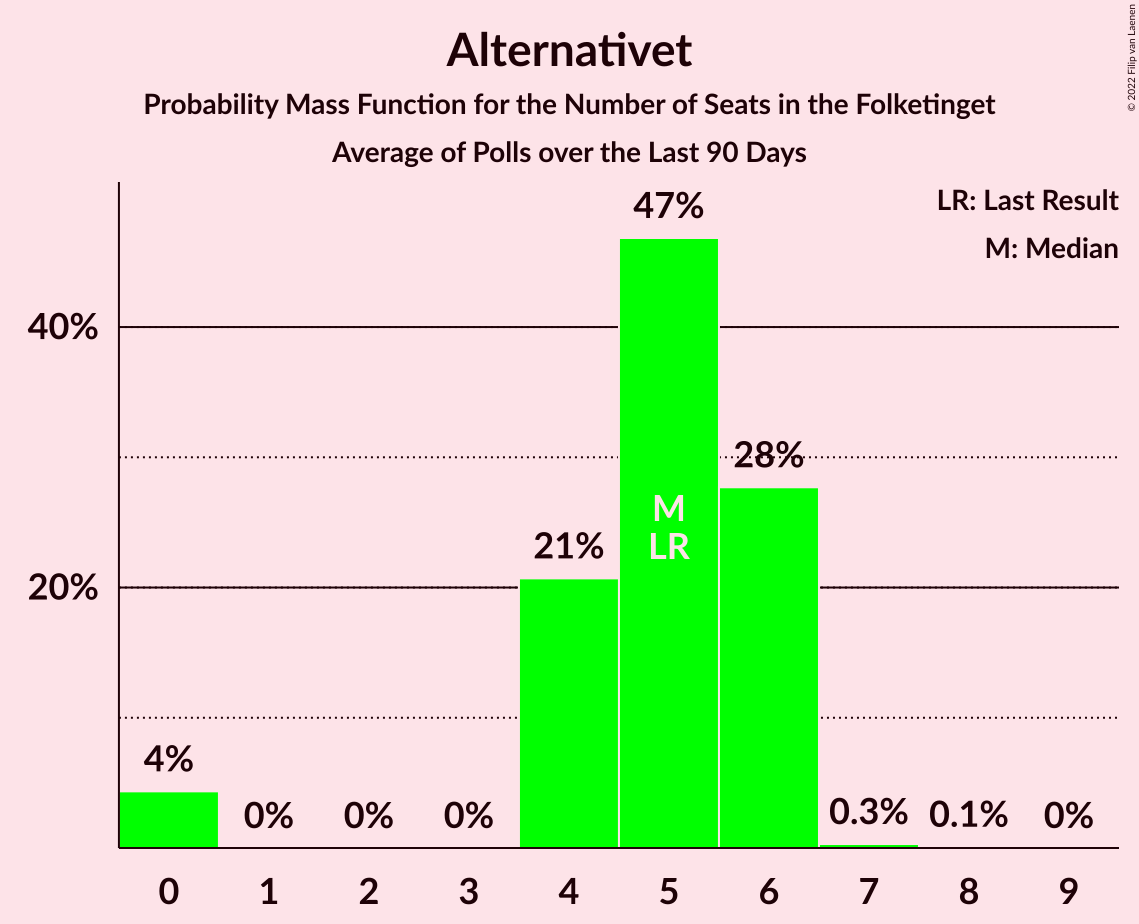 Alternativet
Probability Mass Function for the Number of Seats in the Folketinget
Average of Polls over the Last 90 Days
© 2022 Filip van Laenen
LR: Last Result
M: Median
40%
20%
4%
0%
0%
0%
21%
47%
28%
0.3%
0.1%
0%
M
LR
0 1 2 3 4 5 6 7 8 9